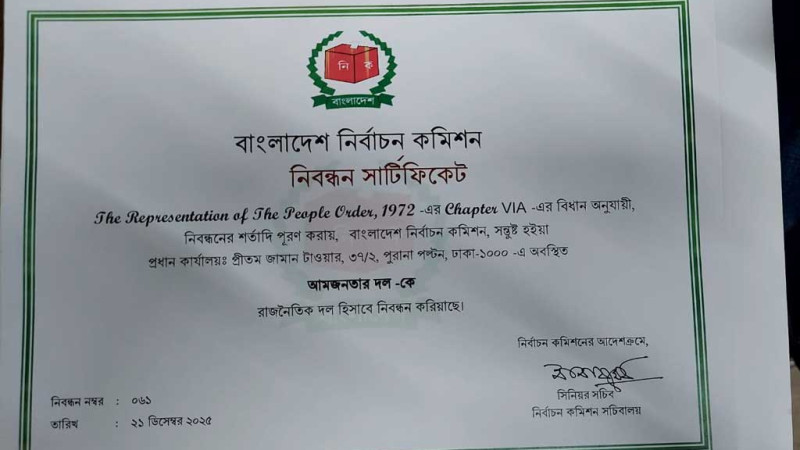 নি ক
বাংলাদেশ
বাংলাদেশ নির্বাচন কমিশন
নিবন্ধন সার্টিফিকেট
The Representation of The People Order, 1972 -এর Chapter VIA -এর বিধান অনুযায়ী,
নিবন্ধনের শর্তাদি পূরণ করায়, বাংলাদেশ নির্বাচন কমিশন, সন্তুষ্ট হইয়া
প্রধান কার্যালয়ঃ প্রীতম জামান টাওয়ার, ৩৭/২, পুরানা পল্টন, ঢাকা-১০০০ -এ অবস্থিত
আমজনতার দল -কে
রাজনৈতিক দল হিসাবে নিবন্ধন করিয়াছে।
নির্বাচন কমিশনের আদেশক্রমে,
সিনিয়র সচিব
নির্বাচন কমিশন সচিবালয়
নিবন্ধন নম্বর : ০৬১
তারিখ : ২১ ডিসেম্বর ২০২৫